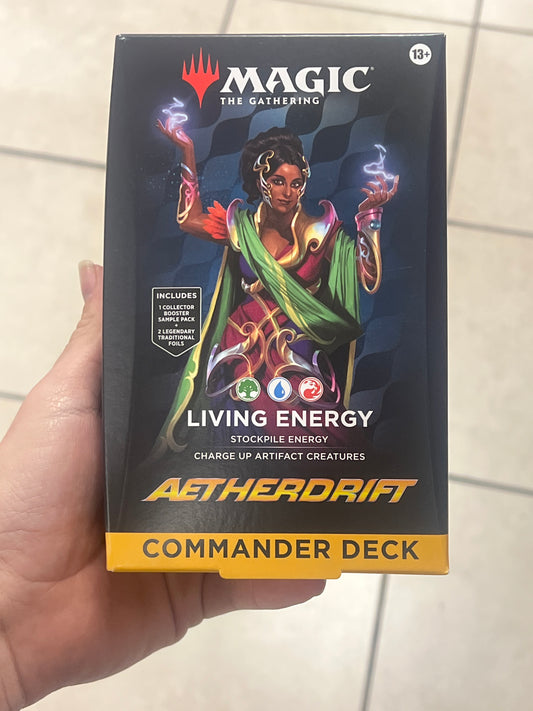 MAGIC
THE GATHERING
13+
INCLUDES
1 COLLECTOR
BOOSTER
SAMPLE PACK
+
2 LEGENDARY
TRADITIONAL
FOILS
LIVING ENERGY
STOCKPILE ENERGY
CHARGE UP ARTIFACT CREATURES
AETHERDRIFT
COMMANDER DECK